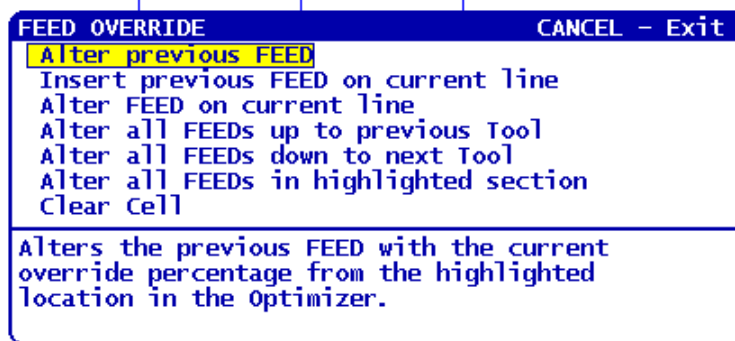 FEED OVERRIDE CANCEL - Exit
Alter previous FEED
Insert previous FEED on current line
Alter FEED on current line
Alter all FEEDs up to previous Tool
Alter all FEEDs down to next Tool
Alter all FEEDs in highlighted section
Clear Cell
Alters the previous FEED with the current
override percentage from the highlighted
location in the Optimizer.